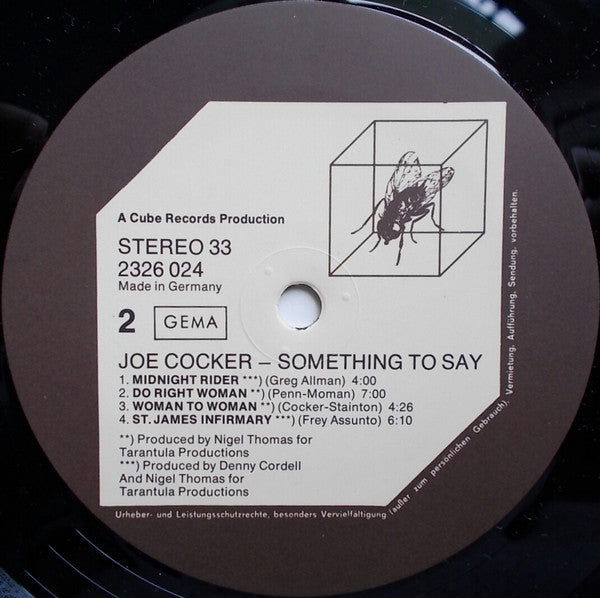 A Cube Records Production
STEREO 33
2326 024
Made in Germany
2 GEMA
JOE COCKER – SOMETHING TO SAY
1. MIDNIGHT RIDER ***) (Greg Allman) 4:00
2. DO RIGHT WOMAN **) (Penn-Moman) 7:00
3. WOMAN TO WOMAN **) (Cocker-Stainton) 4:26
4. ST. JAMES INFIRMARY ***) (Frey Assunto) 6:10
**) Produced by Nigel Thomas for
Tarantula Productions
***) Produced by Denny Cordell
And Nigel Thomas for
Tarantula Productions
Urheber- und Leistungsschutzrechte, besonders Vervielfältigung (außer zum persönlichen Gebrauch), Vermietung, Aufführung, Sendung, vorbehalten.